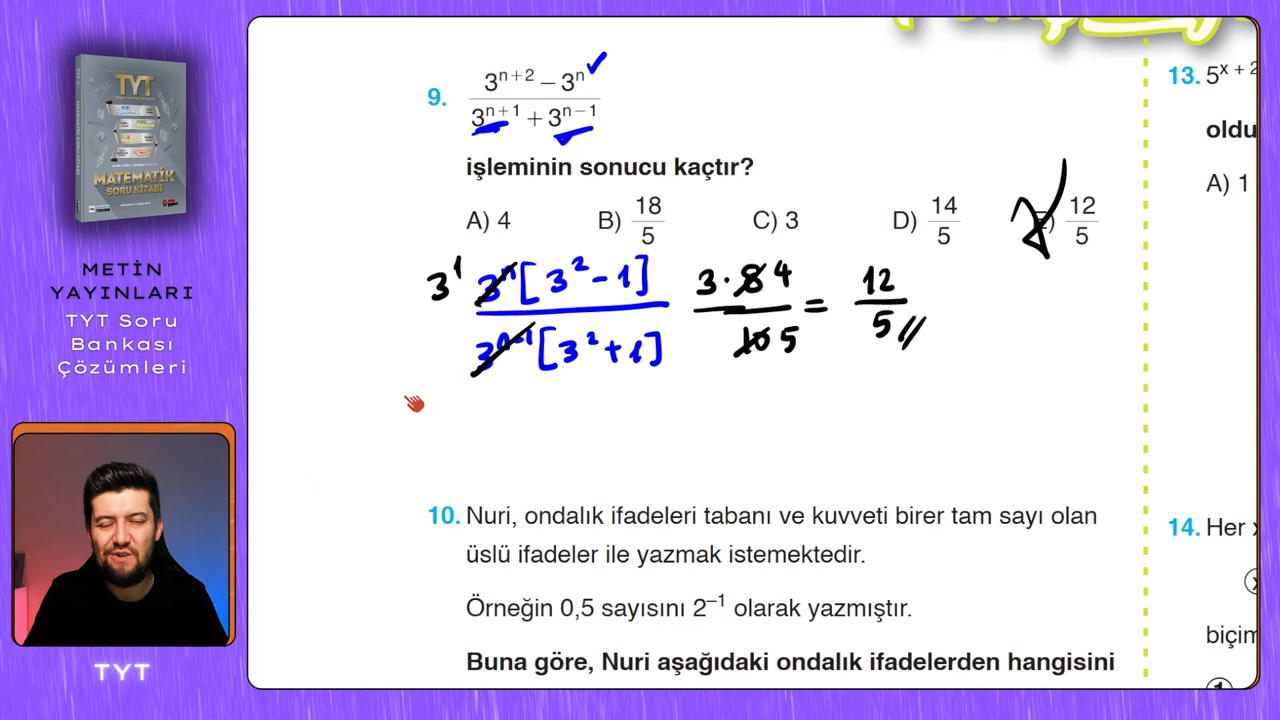 TYT
MATEMATİK
SORU KİTABI
METİN
YAYINLARI
TYT Soru
Bankası
Çözümleri
TYT
9. 3^{n+2} – 3^n
3^{n+1} + 3^{n–1}
işleminin sonucu kaçtır?
A) 4 B) 18/5 C) 3 D) 14/5 E) 12/5
3^1 3^n [3^2 - 1] 3 · 8 4 12
3^{n-1} [3^2 + 1] 10 5 = 5 //
10. Nuri, ondalık ifadeleri tabanı ve kuvveti birer tam sayı olan
üslü ifadeler ile yazmak istemektedir.
Örneğin 0,5 sayısını 2^{–1} olarak yazmıştır.
Buna göre, Nuri aşağıdaki ondalık ifadelerden hangisini
13. 5^{x + 2}
oldu
A) 1
14. Her x
biçim
1